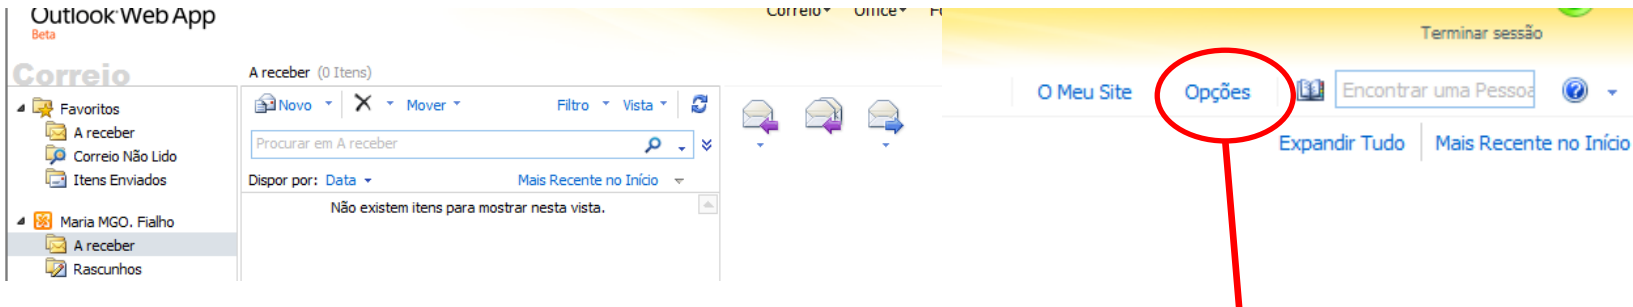 Outlook Web App
Beta
Correio Office
Terminar sessão
Correio
A receber (0 Itens)
O Meu Site Opções Encontrar uma Pessoa
Favoritos
Novo Mover Filtro Vista
A receber
Procurar em A receber
Expandir Tudo Mais Recente no Início
Correio Não Lido
Itens Enviados
Dispor por: Data Mais Recente no Início
Não existem itens para mostrar nesta vista.
Maria MGO. Fialho
A receber
Rascunhos